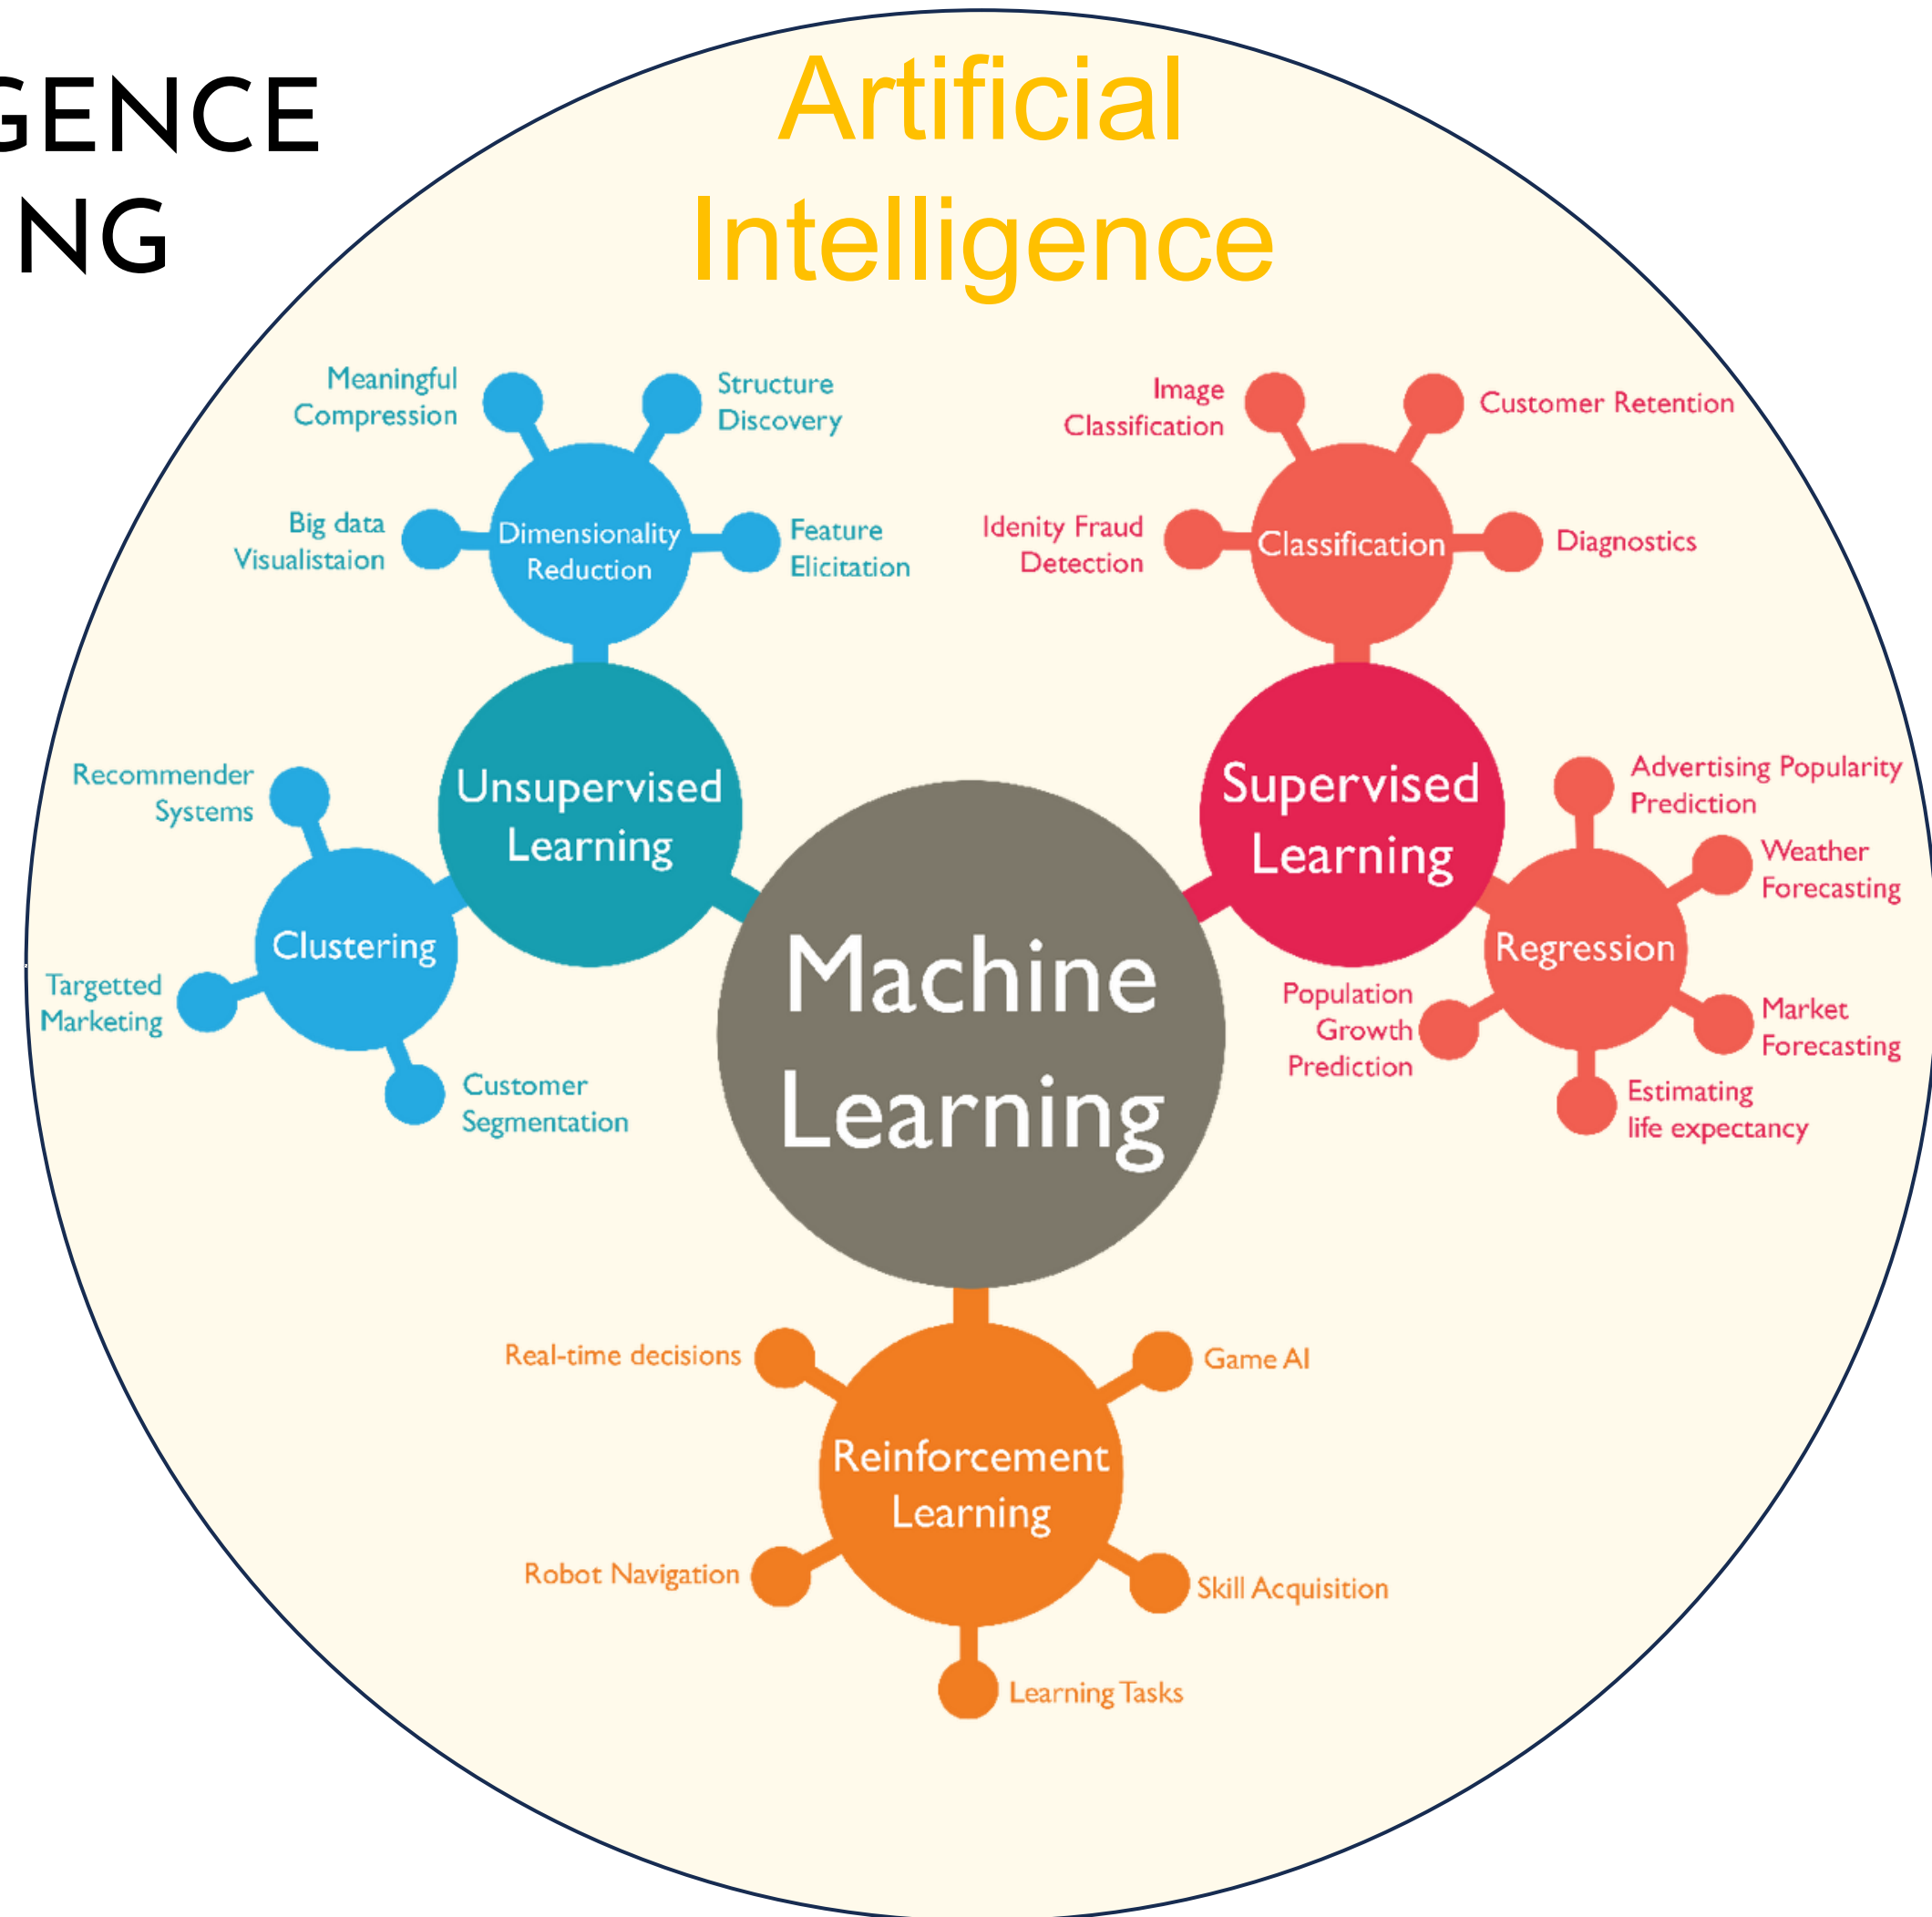 GENCE
NG
Artificial
Intelligence
Meaningful
Compression
Structure
Discovery
Big data
Visualistaion
Dimensionality
Reduction
Feature
Elicitation
Image
Classification
Customer Retention
Idenity Fraud
Detection
Classification
Diagnostics
Recommender
Systems
Unsupervised
Learning
Clustering
Targetted
Marketing
Customer
Segmentation
Machine
Learning
Supervised
Learning
Advertising Popularity
Prediction
Weather
Forecasting
Regression
Population
Growth
Prediction
Market
Forecasting
Estimating
life expectancy
Real-time decisions
Game AI
Reinforcement
Learning
Robot Navigation
Skill Acquisition
Learning Tasks